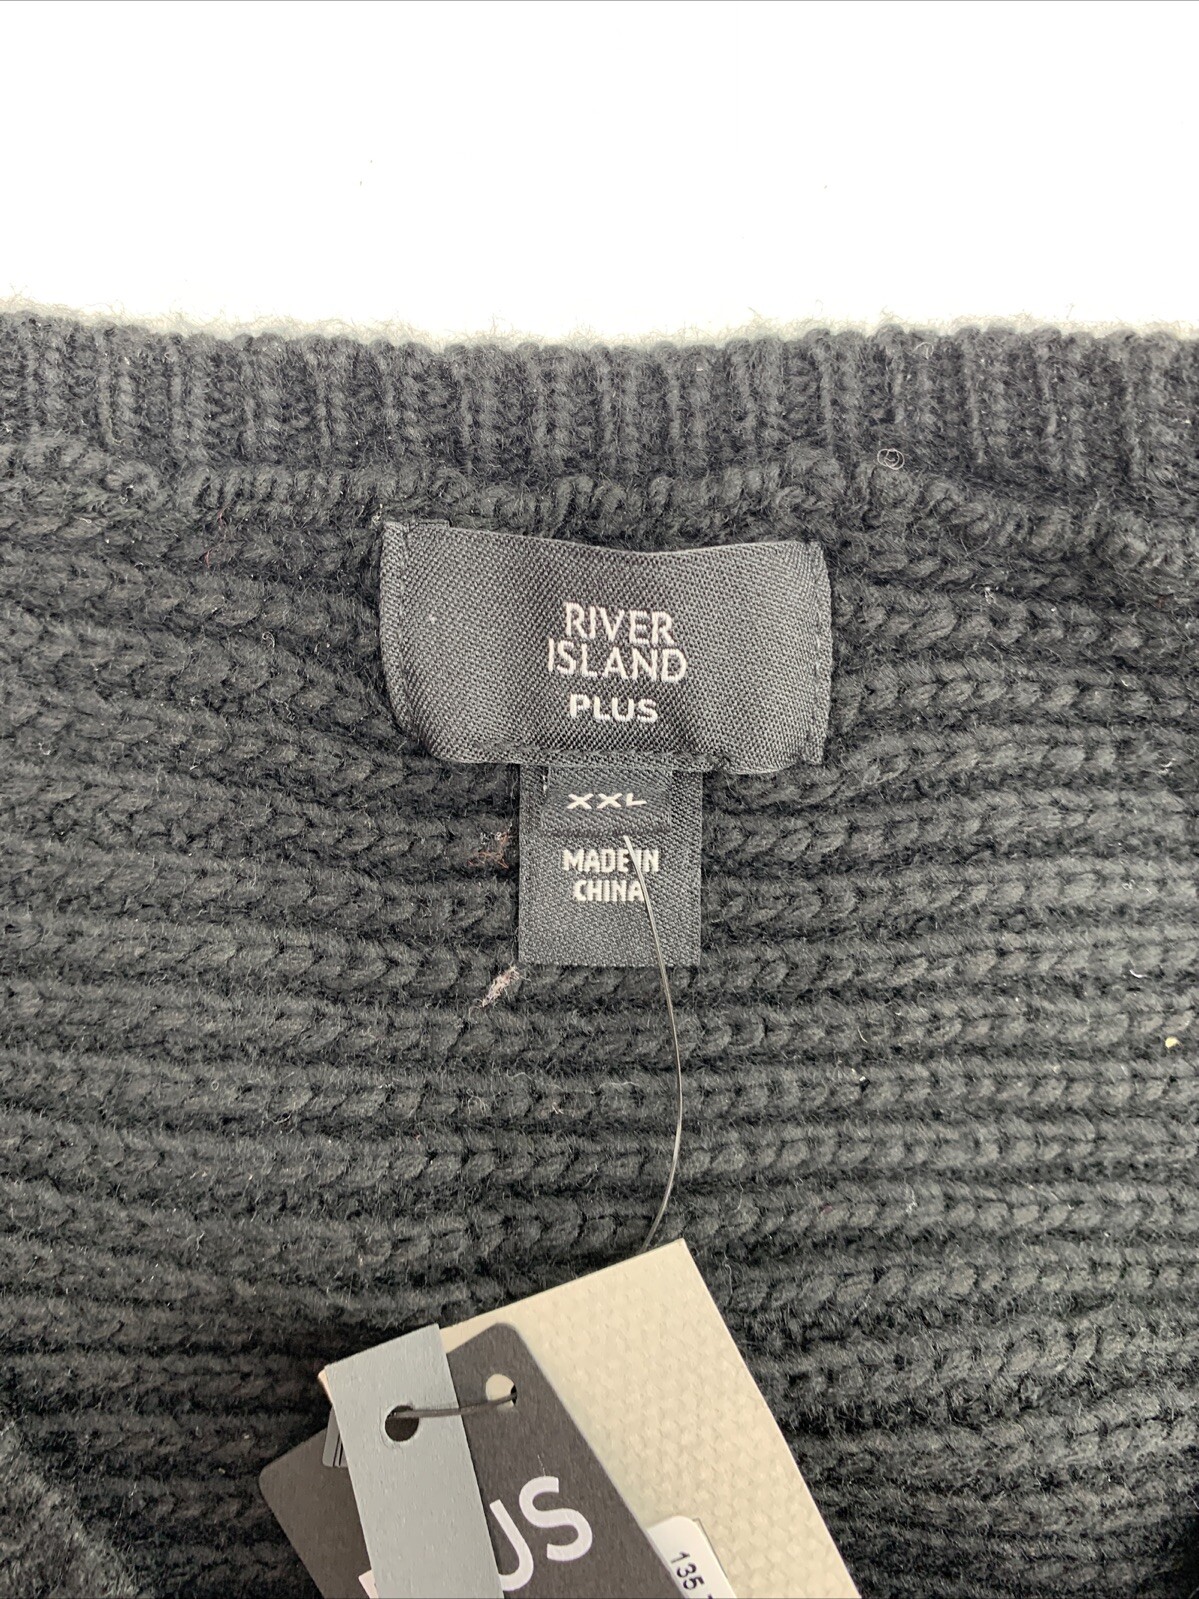 RIVER
ISLAND
PLUS
XXL
MADE IN
CHINA
US
135